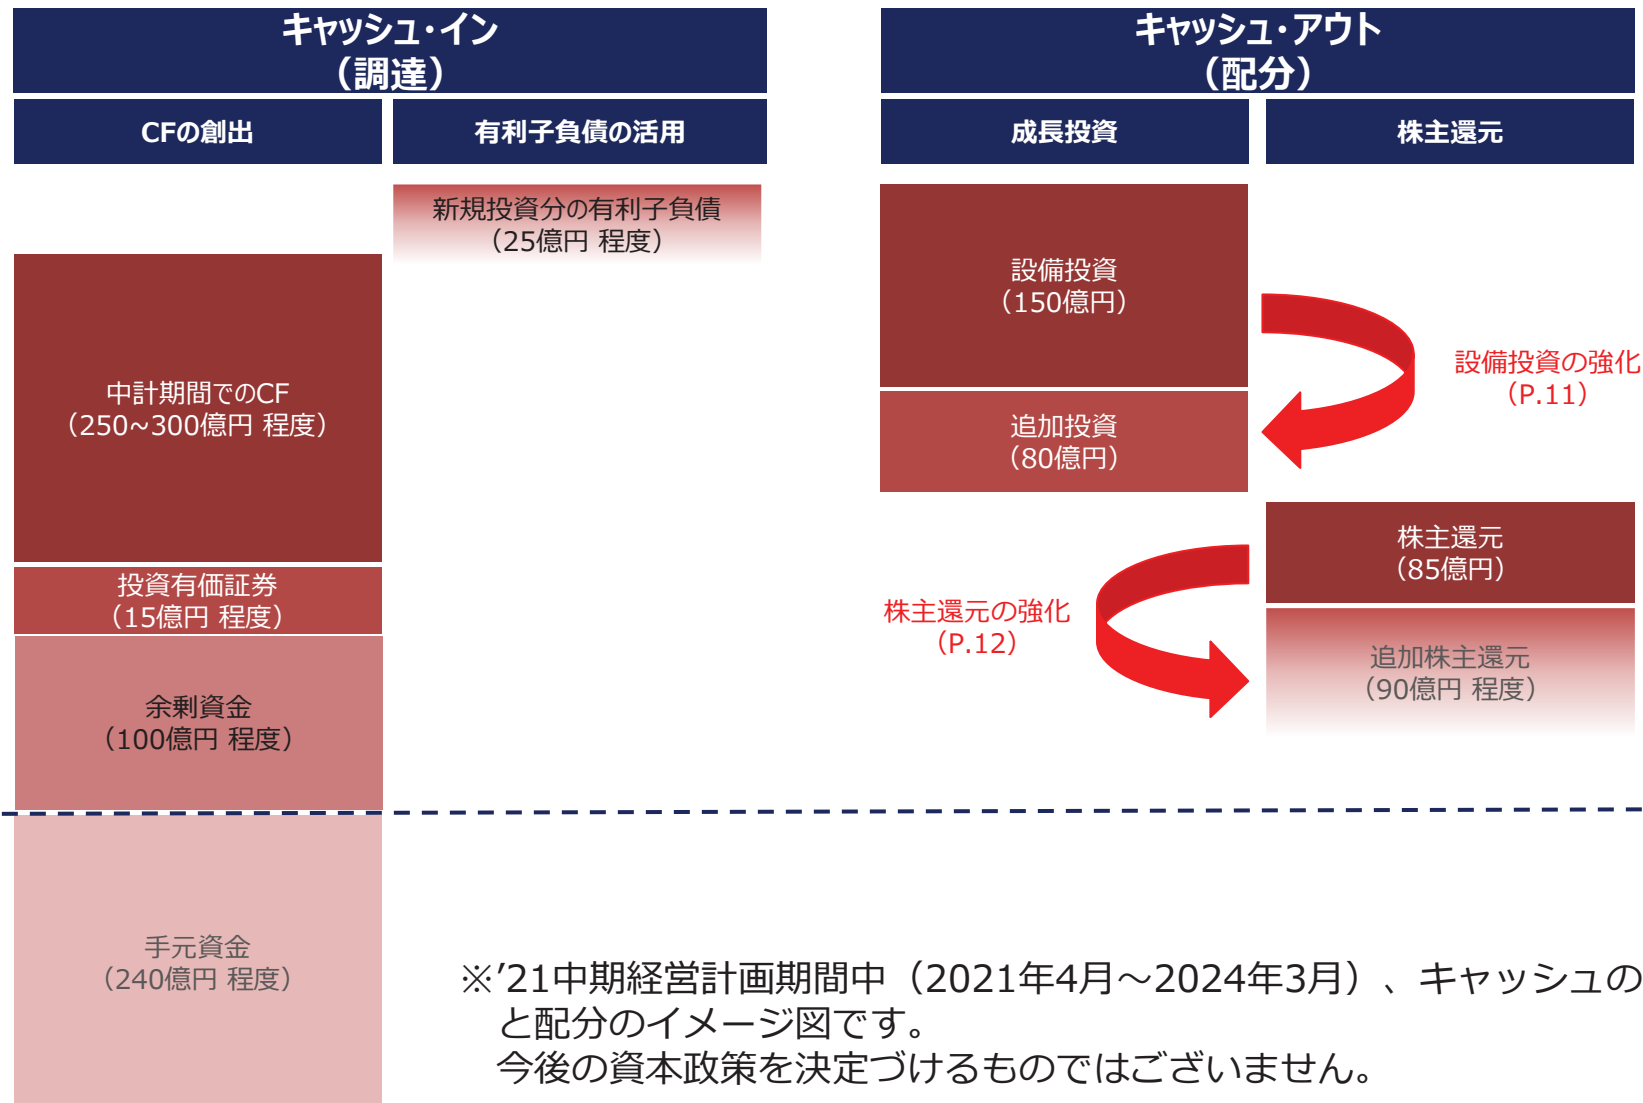 キャッシュ・イン
（調達）
CFの創出
有利子負債の活用
新規投資分の有利子負債
（25億円 程度）
中計期間でのCF
（250~300億円 程度）
投資有価証券
（15億円 程度）
余剰資金
（100億円 程度）
手元資金
（240億円 程度）
キャッシュ・アウト
（配分）
成長投資
株主還元
設備投資
（150億円）
追加投資
（80億円）
設備投資の強化
（P.11）
株主還元
（85億円）
追加株主還元
（90億円 程度）
株主還元の強化
（P.12）
※’21中期経営計画期間中（2021年4月～2024年3月）、キャッシュの
と配分のイメージ図です。
今後の資本政策を決定づけるものではございません。